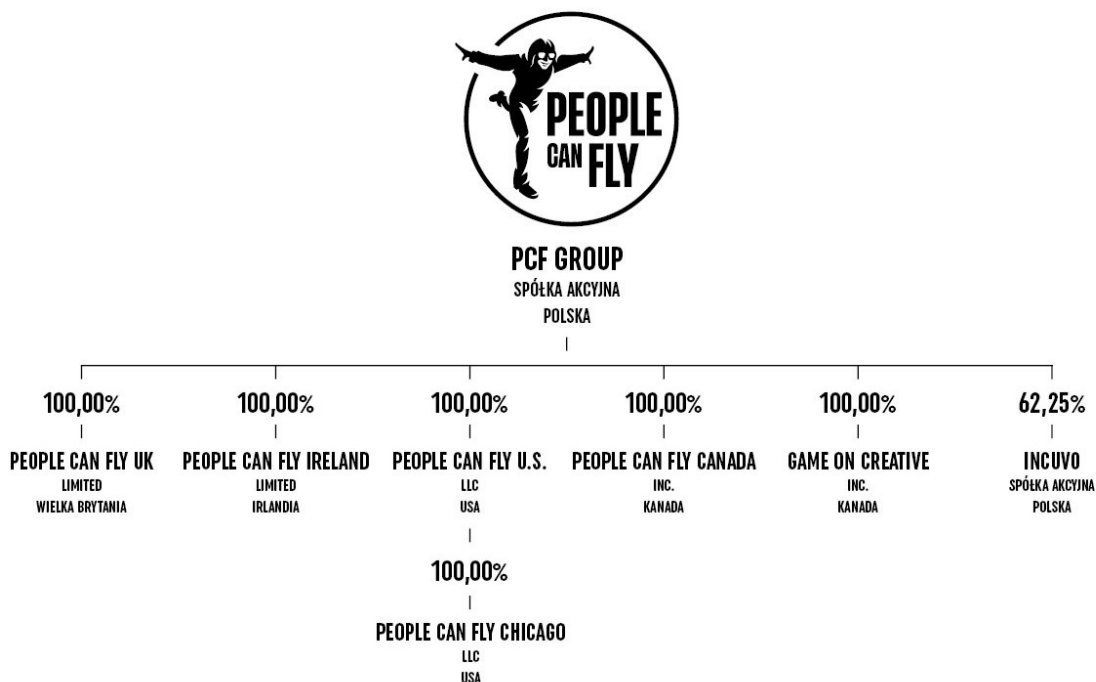 PEOPLE
CAN FLY
PCF GROUP
SPÓŁKA AKCYJNA
POLSKA
100,00%
PEOPLE CAN FLY UK
LIMITED
WIELKA BRYTANIA
100,00%
PEOPLE CAN FLY IRELAND
LIMITED
IRLANDIA
100,00%
PEOPLE CAN FLY U.S.
LLC
USA
100,00%
PEOPLE CAN FLY CHICAGO
LLC
USA
100,00%
PEOPLE CAN FLY CANADA
INC.
KANADA
100,00%
GAME ON CREATIVE
INC.
KANADA
62,25%
INCUVO
SPÓŁKA AKCYJNA
POLSKA